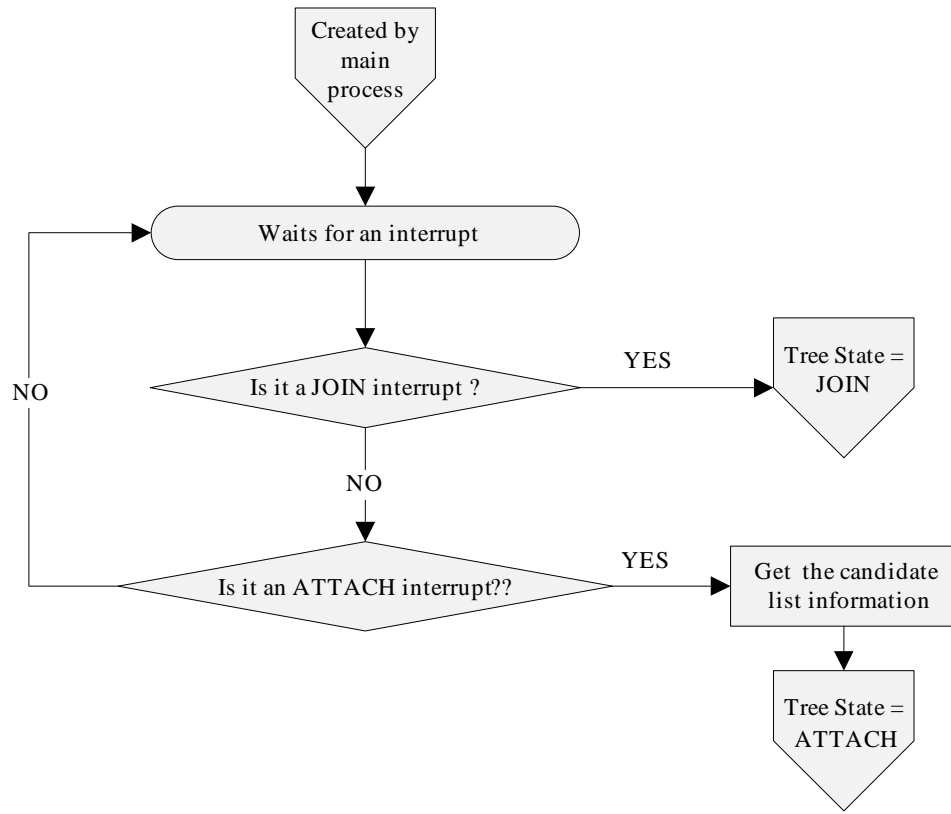 Created by
main
process
Waits for an interrupt
Is it a JOIN interrupt ?
YES
Tree State =
JOIN
NO
NO
Is it an ATTACH interrupt??
YES
Get the candidate
list information
Tree State =
ATTACH